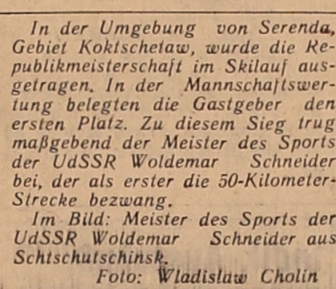 In der Umgebung von Serenda,
Gebiet Koktschetaw, wurde die Re-
publikmeisterschaft im Skilauf aus-
getragen. In der Mannschaftswer-
tung belegten die Gastgeber den
ersten Platz. Zu diesem Sieg trug
maßgebend der Meister des Sports
der UdSSR Woldemar Schneider
bei, der als erster die 50-Kilometer-
Strecke bezwang.
Im Bild: Meister des Sports der
UdSSR Woldemar Schneider aus
Schtschutschinsk.
Foto: Wladislaw Cholin